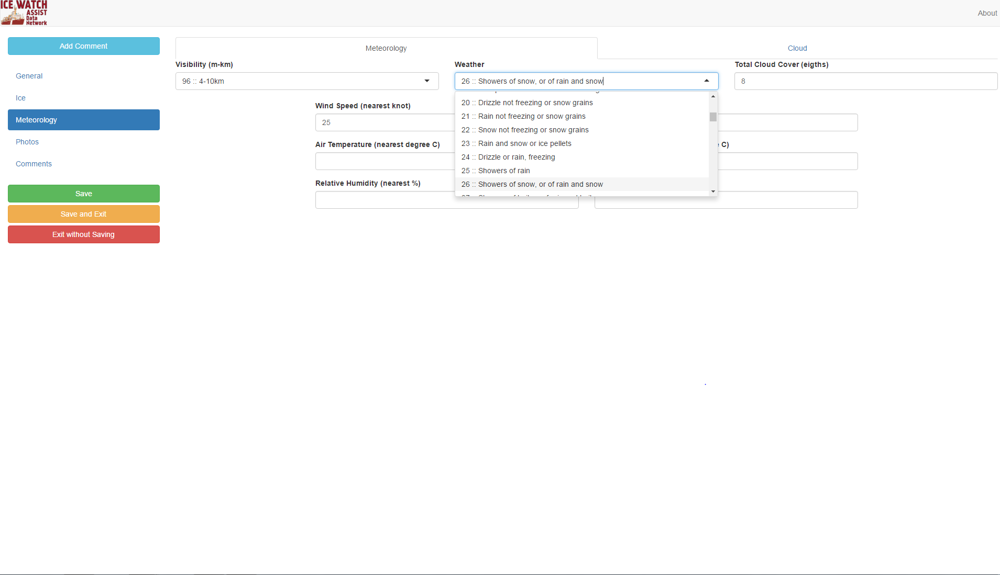 ICE WATCH
ASSIST
Data
Network
About
Add Comment
General
Ice
Meteorology
Photos
Comments
Save
Save and Exit
Exit without Saving
Meteorology
Cloud
Visibility (m-km)
96 :: 4-10km
Weather
26 :: Showers of snow, or of rain and snow
Total Cloud Cover (eigths)
8
20 :: Drizzle not freezing or snow grains
21 :: Rain not freezing or snow grains
22 :: Snow not freezing or snow grains
23 :: Rain and snow or ice pellets
24 :: Drizzle or rain, freezing
25 :: Showers of rain
26 :: Showers of snow, or of rain and snow
Wind Speed (nearest knot)
25
Air Temperature (nearest degree C)
C)
Relative Humidity (nearest %)